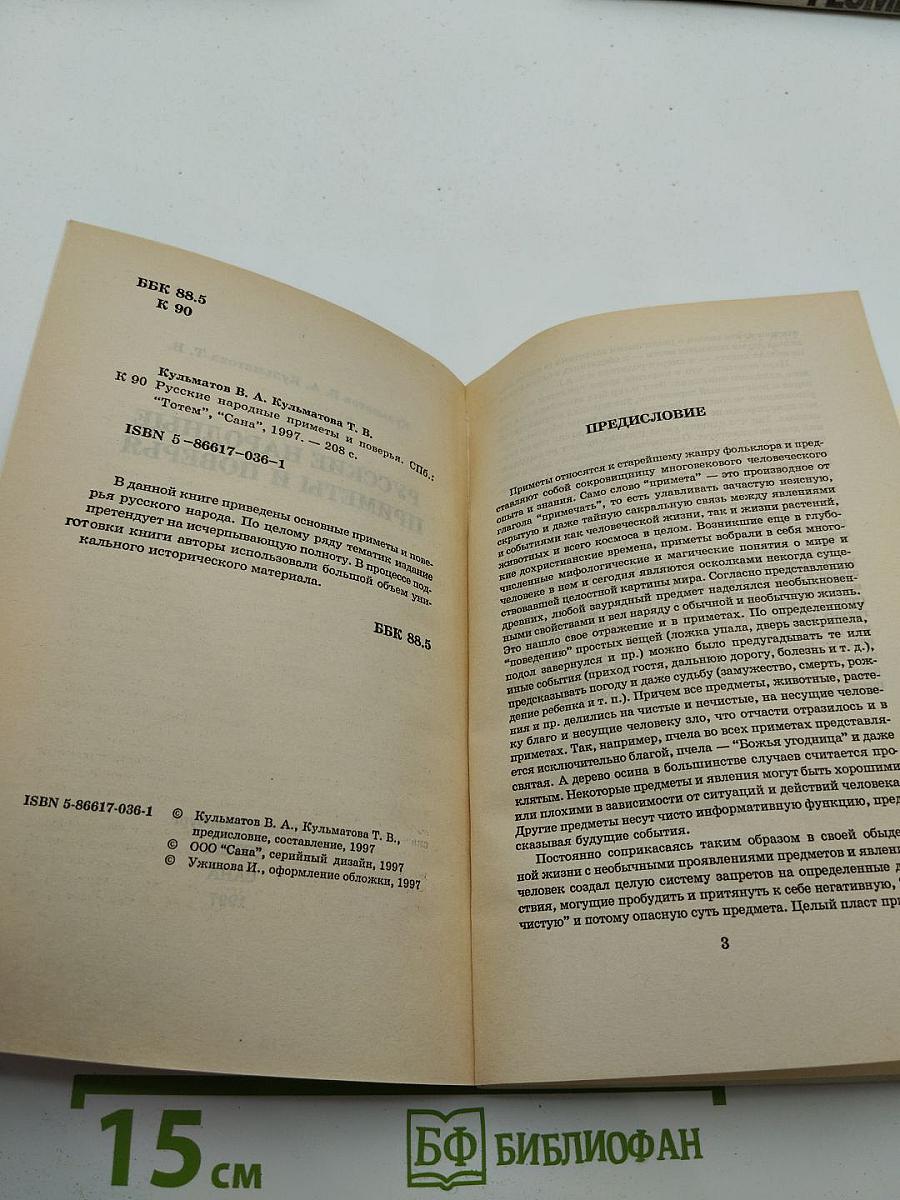 ББК 88.5
К 90
Кульматов В. А. Кульматова Т. В.
К 90 Русские народные приметы и поверья. СПб.:
"Тотем", "Сана", 1997. — 208 с.
ISBN 5-86617-036-1
В данной книге приведены основные приметы и пове-
рья русского народа. По целому ряду тематик издание
претендует на исчерпывающую полноту. В процессе под-
готовки книги авторы использовали большой объем уни-
кального исторического материала.
ББК 88.5
ISBN 5-86617-036-1
© Кульматов В. А., Кульматова Т. В.,
предисловие, составление, 1997
© ООО "Сана", серийный дизайн, 1997
© Ужинова И., оформление обложки, 1997
ПРЕДИСЛОВИЕ
Приметы относятся к старейшему жанру фольклора и пред-
ставляют собой сокровищницу многовекового человеческого
опыта и знания. Само слово "примета" — это производное от
глагола "примечать", то есть улавливать зачастую неясную,
скрытую и даже тайную сакральную связь между явлениями
и событиями как человеческой жизни, так и жизни растений,
животных и всего космоса в целом. Возникшие еще в глубо-
кие дохристианские времена, приметы вобрали в себя много-
численные мифологические и магические понятия о мире и
человеке в нем и сегодня являются осколками некогда суще-
ствовавшей целостной картины мира. Согласно представлению
древних, любой заурядный предмет наделялся необыкновен-
ными свойствами и вел наряду с обычной и необычную жизнь.
Это нашло свое отражение и в приметах. По определенному
"поведению" простых вещей (ложка упала, дверь заскрипела,
подол завернулся и пр.) можно было предугадывать те или
иные события (приход гостя, дальнюю дорогу, болезнь и т. д.),
предсказывать погоду и даже судьбу (замужество, смерть, рож-
дение ребенка и т. п.). Причем все предметы, животные, расте-
ния и пр. делились на чистые и нечистые, на несущие челове-
ку благо и несущие человеку зло, что отчасти отразилось и в
приметах. Так, например, пчела во всех приметах представля-
ется исключительно благой, пчела — "Божья угодница" и даже
святая. А дерево осина в большинстве случаев считается про-
клятым. Некоторые предметы и явления могут быть хорошими
или плохими в зависимости от ситуаций и действий человека
Другие предметы несут чисто информативную функцию, пред
сказывая будущие события.
Постоянно соприкасаясь таким образом в своей обыде
ной жизни с необычными проявлениями предметов и явлени
человек создал целую систему запретов на определенные д
ствия, могущие пробудить и притянуть к себе негативную, "
чистую" и потому опасную суть предмета. Целый пласт при
3
15 см
БФ БИБЛИОФАН